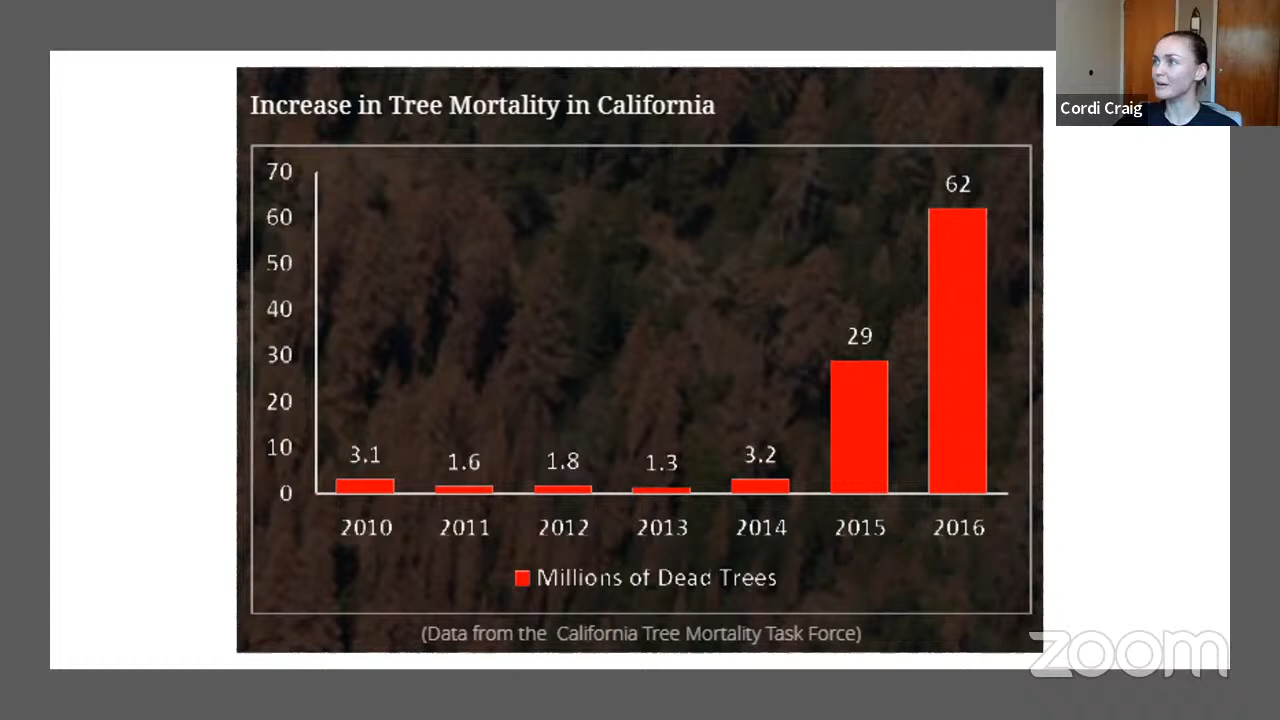 Increase in Tree Mortality in California
Cordi Craig
70
60
50
40
30
20
10
0
3.1
1.6
1.8
1.3
3.2
29
62
2010 2011 2012 2013 2014 2015 2016
Millions of Dead Trees
(Data from the California Tree Mortality Task Force)
zoom